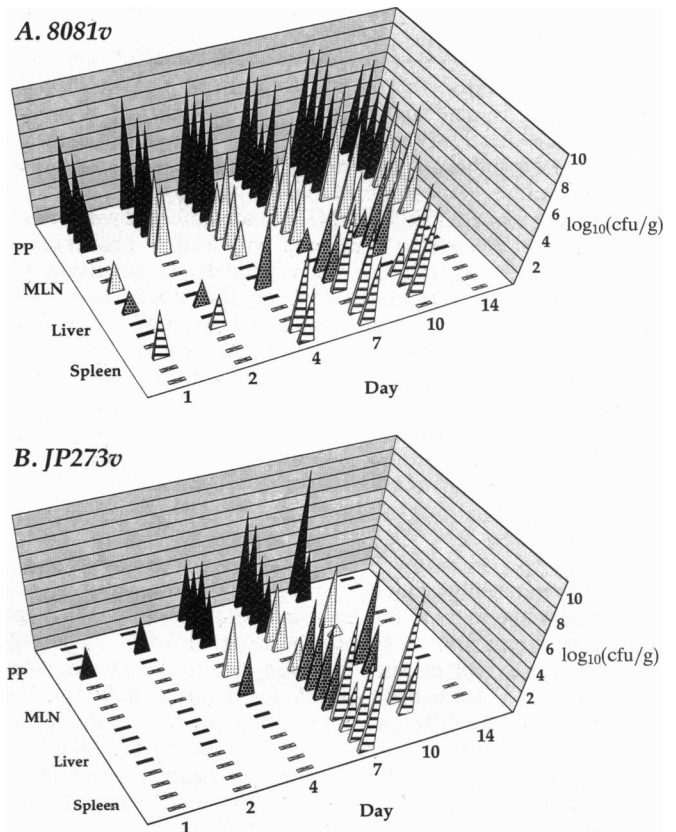 A. 8081v
10
8
6
4
2
log10(cfu/g)
PP
MLN
Liver
Spleen
1
2
4
7
10
14
Day
B. JP273v
10
8
6
4
2
log10(cfu/g)
PP
MLN
Liver
Spleen
1
2
4
7
10
14
Day